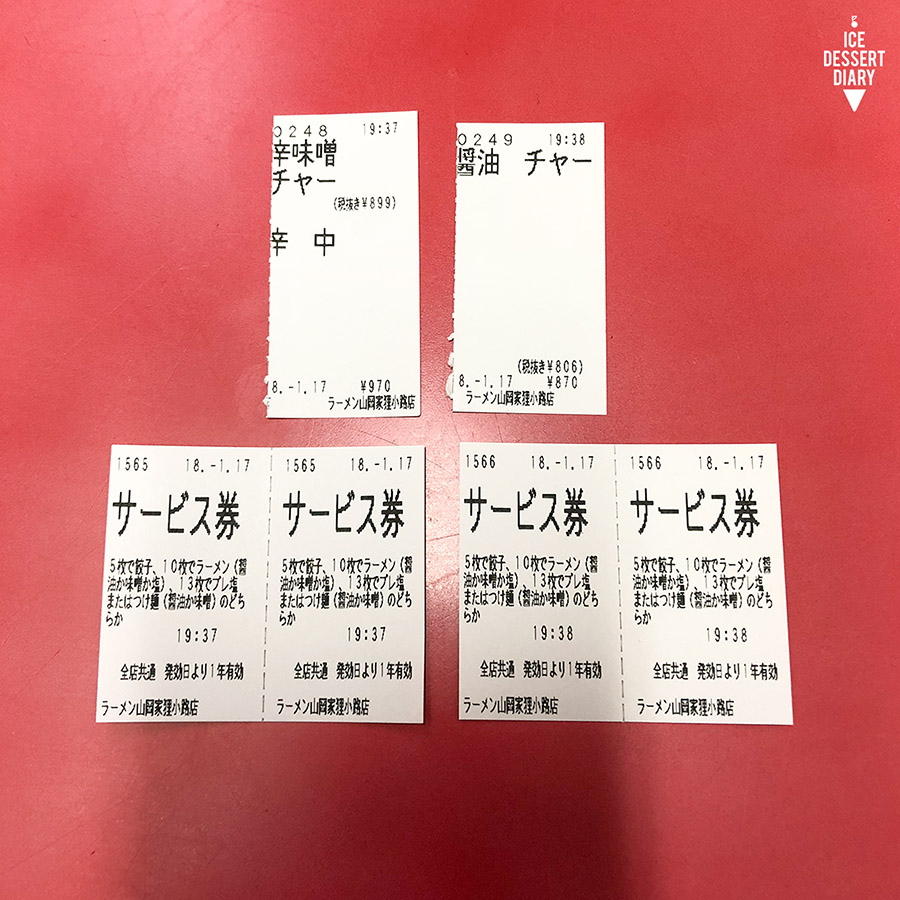 ICE
DESSERT
DIARY
0248 19:37
辛味噌
チャー
(税抜き¥899)
辛 中
8.-1.17 ¥970
ラーメン山岡家狸小路店
0249 19:38
醤油 チャー
(税抜き¥806)
8.-1.17 ¥870
ラーメン山岡家狸小路店
1565 18.-1.17
サービス券
5枚で餃子、10枚でラーメン(醤
油か味噌か塩)、13枚でプレ塩
またはつけ麺(醤油か味噌)のどち
らか
19:37
全店共通 発効日より1年有効
ラーメン山岡家狸小路店
1565 18.-1.17
サービス券
5枚で餃子、10枚でラーメン(醤
油か味噌か塩)、13枚でプレ塩
またはつけ麺(醤油か味噌)のどち
らか
19:37
全店共通 発効日より1年有効
ラーメン山岡家狸小路店
1566 18.-1.17
サービス券
5枚で餃子、10枚でラーメン(醤
油か味噌か塩)、13枚でプレ塩
またはつけ麺(醤油か味噌)のどち
らか
19:38
全店共通 発効日より1年有効
ラーメン山岡家狸小路店
1566 18.-1.17
サービス券
5枚で餃子、10枚でラーメン(醤
油か味噌か塩)、13枚でプレ塩
またはつけ麺(醤油か味噌)のどち
らか
19:38
全店共通 発効日より1年有効
ラーメン山岡家狸小路店